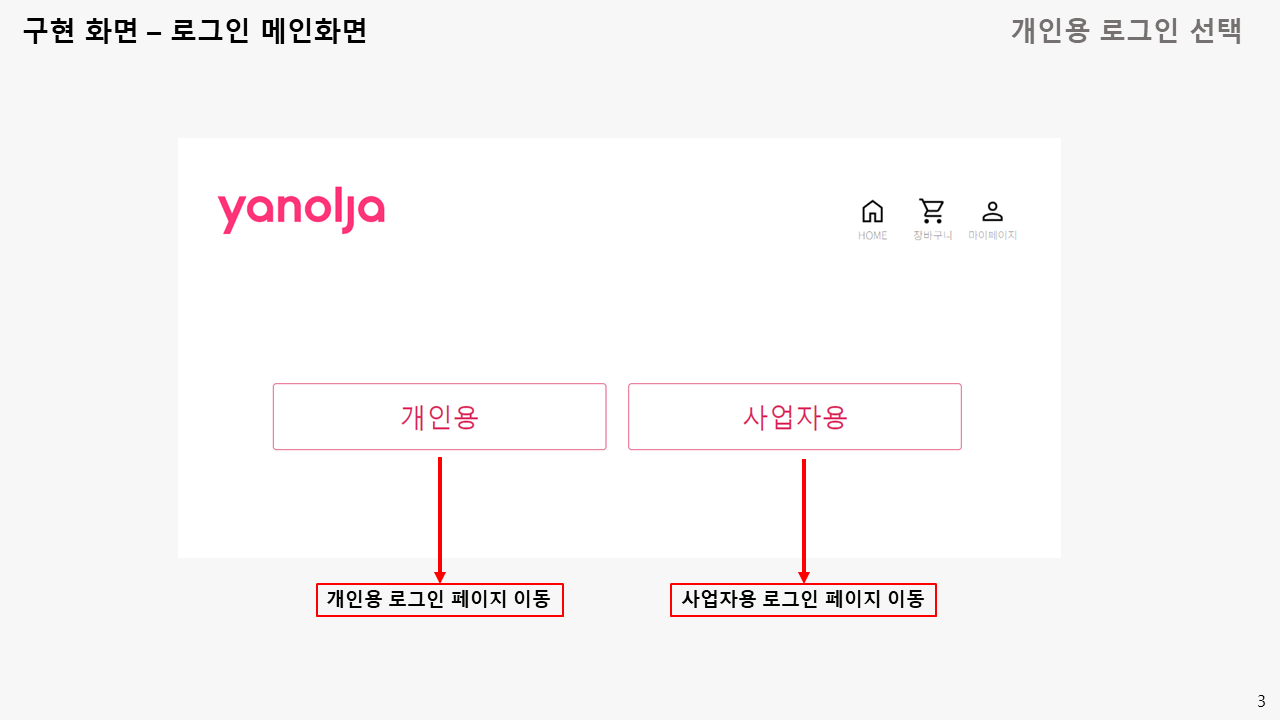 구현 화면 – 로그인 메인화면
개인용 로그인 선택
yanolja
HOME
장바구니
마이페이지
개인용
사업자용
개인용 로그인 페이지 이동
사업자용 로그인 페이지 이동
3